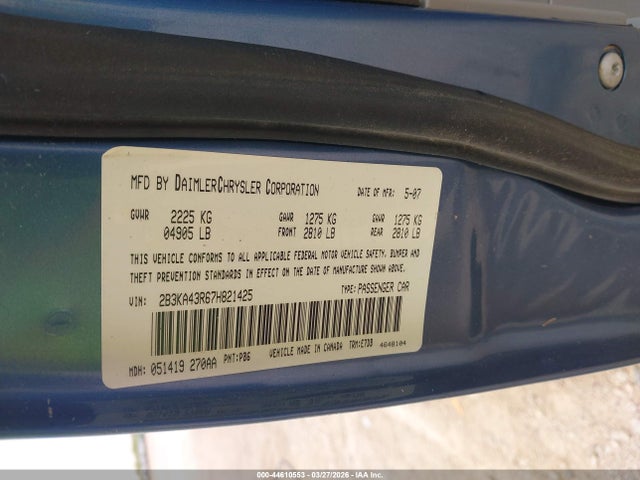 MFD BY DAIMLERCHRYSLER CORPORATION DATE OF MFR: 5-07
GVWR 2225 KG GAWR 1275 KG GAWR 1275 KG
04905 LB FRONT 2810 LB REAR 2810 LB
THIS VEHICLE CONFORMS TO ALL APPLICABLE FEDERAL MOTOR VEHICLE SAFETY, BUMPER AND
THEFT PREVENTION STANDARDS IN EFFECT ON THE DATE OF MANUFACTURE SHOWN ABOVE.
VIN: 2B3KA43R67H821425 TYPE: PASSENGER CAR
MDH: 051419 270AA PNT: PB6 VEHICLE MADE IN CANADA TRM: E7D3 4648104
000-44610553 | 03/27/2026 | IAA Inc.